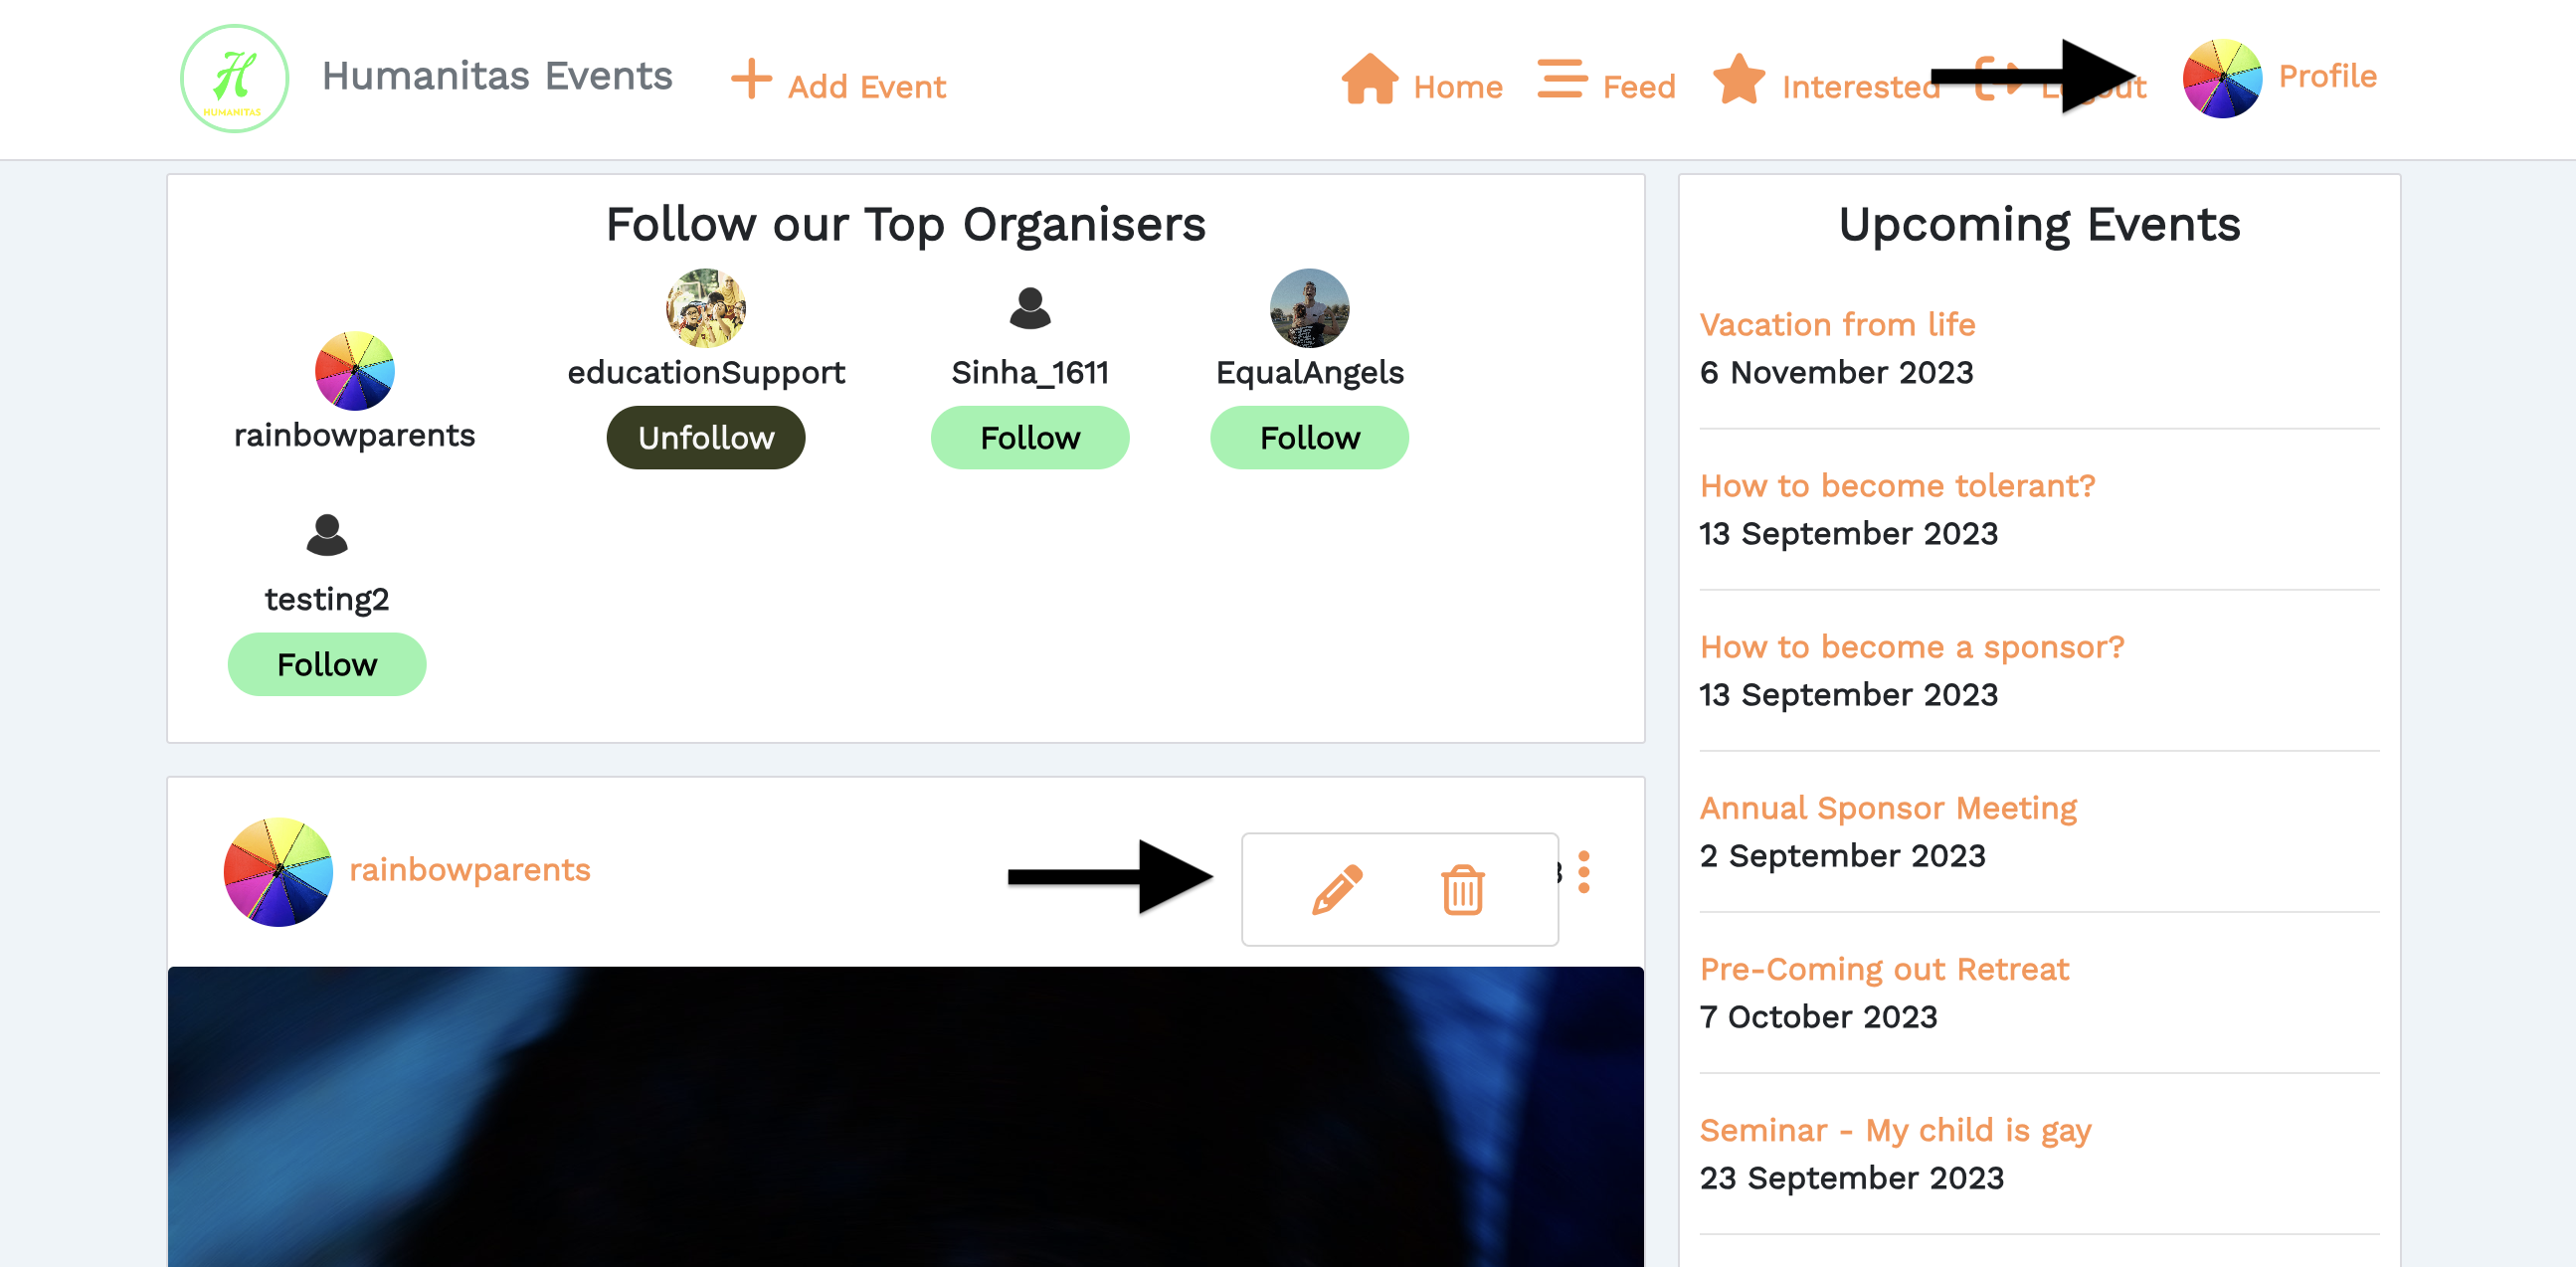 H
HUMANITAS
Humanitas Events
Add Event
Home
Feed
Interested
Profile
Follow our Top Organisers
rainbowparents
educationSupport
Unfollow
Sinha_1611
Follow
EqualAngels
Follow
testing2
Follow
rainbowparents
Upcoming Events
Vacation from life
6 November 2023
How to become tolerant?
13 September 2023
How to become a sponsor?
13 September 2023
Annual Sponsor Meeting
2 September 2023
Pre-Coming out Retreat
7 October 2023
Seminar - My child is gay
23 September 2023